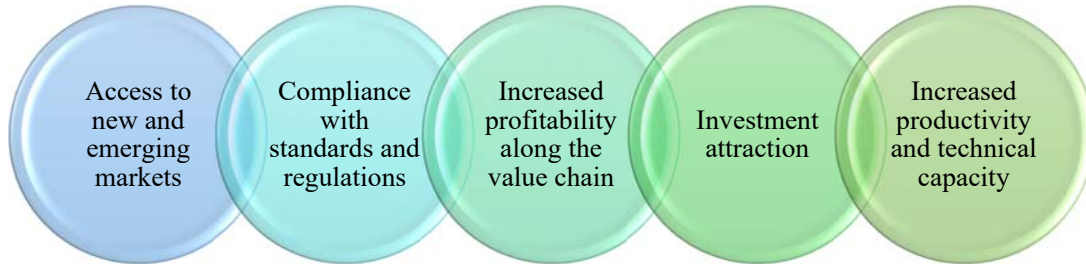 Access to
new and
emerging
markets
Compliance
with
standards and
regulations
Increased
profitability
along the
value chain
Investment
attraction
Increased
productivity
and technical
capacity